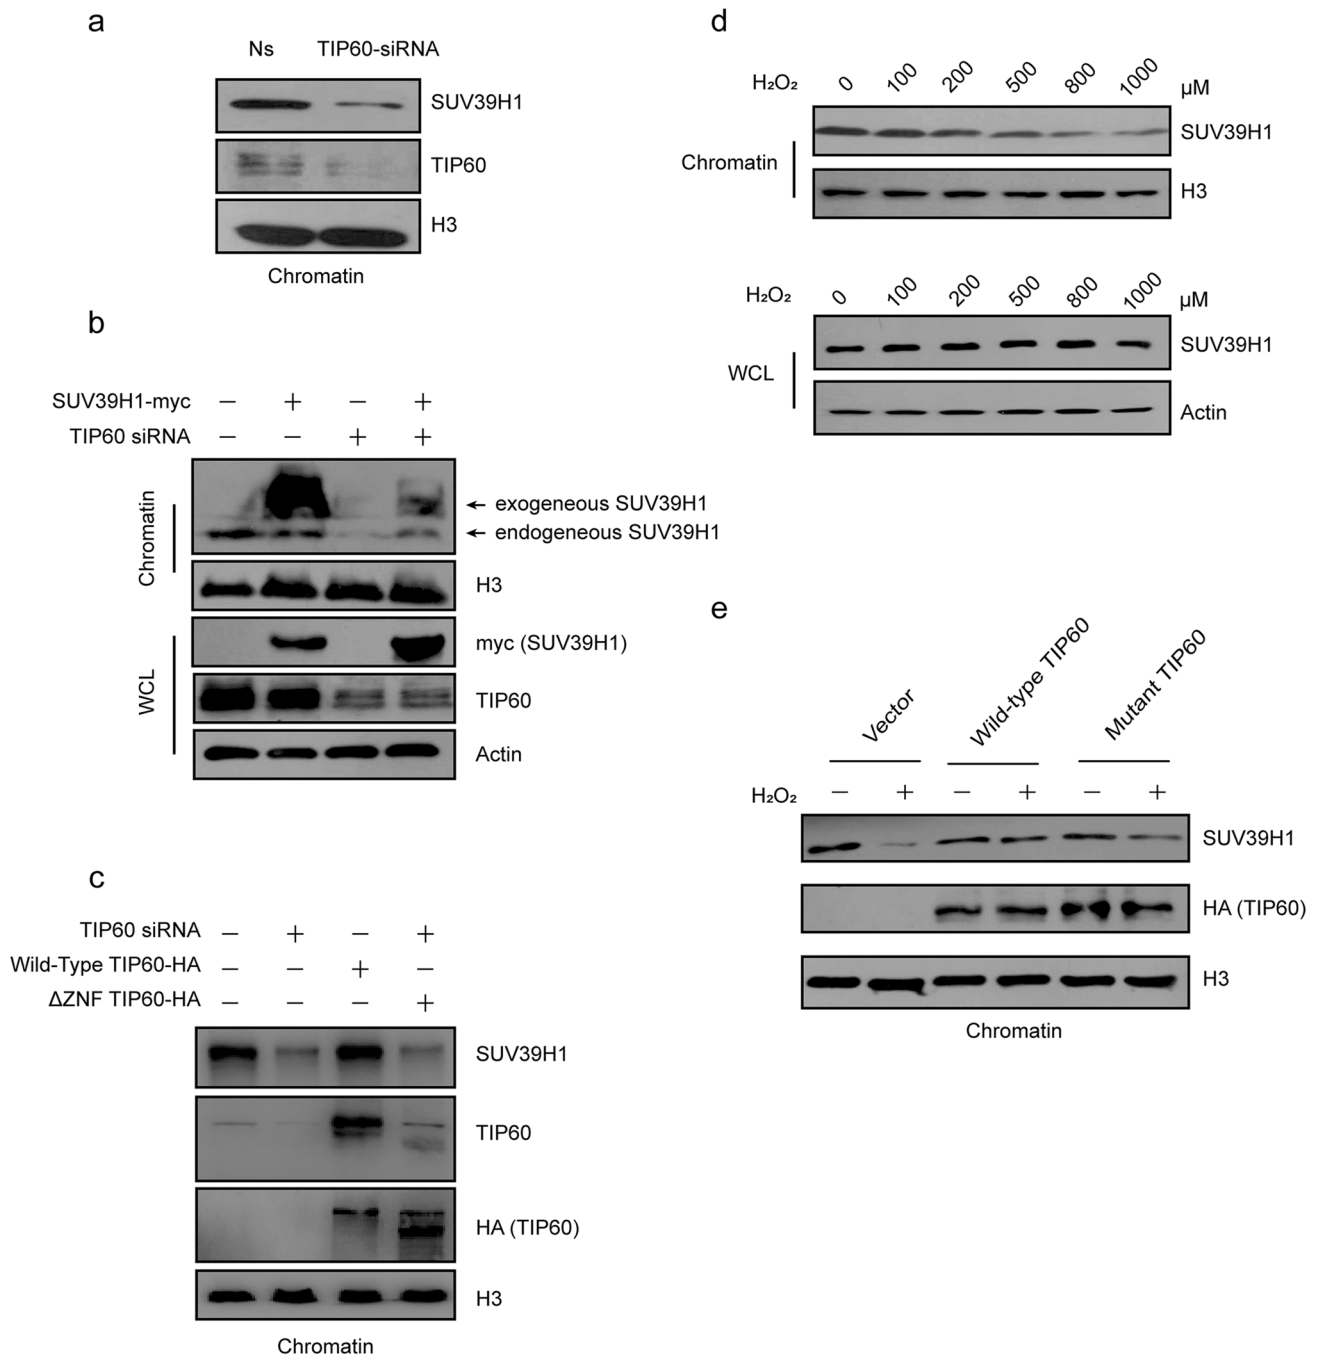 a
Ns TIP60-siRNA
SUV39H1
TIP60
H3
Chromatin
b
SUV39H1-myc − + − +
TIP60 siRNA − − + +
Chromatin
exogeneous SUV39H1
endogeneous SUV39H1
H3
WCL
myc (SUV39H1)
TIP60
Actin
c
TIP60 siRNA − + − +
Wild-Type TIP60-HA − − + −
ΔZNF TIP60-HA − − − +
SUV39H1
TIP60
HA (TIP60)
H3
Chromatin
d
H₂O₂ 0 100 200 500 800 1000 μM
Chromatin
SUV39H1
H3
H₂O₂ 0 100 200 500 800 1000 μM
WCL
SUV39H1
Actin
e
Vector Wild-type TIP60 Mutant TIP60
H₂O₂ − + − + − +
SUV39H1
HA (TIP60)
H3
Chromatin